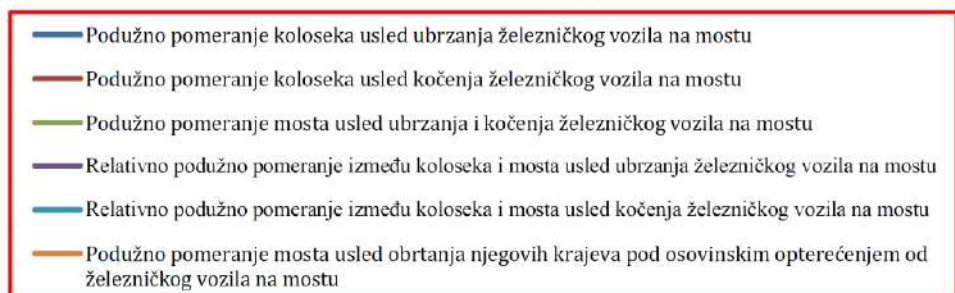 Podužno pomeranje koloseka usled ubrzanja železničkog vozila na mostu
Podužno pomeranje koloseka usled kočenja železničkog vozila na mostu
Podužno pomeranje mosta usled ubrzanja i kočenja železničkog vozila na mostu
Relativno podužno pomeranje između koloseka i mosta usled ubrzanja železničkog vozila na mostu
Relativno podužno pomeranje između koloseka i mosta usled kočenja železničkog vozila na mostu
Podužno pomeranje mosta usled obrtanja njegovih krajeva pod osovinskim opterećenjem od
železničkog vozila na mostu